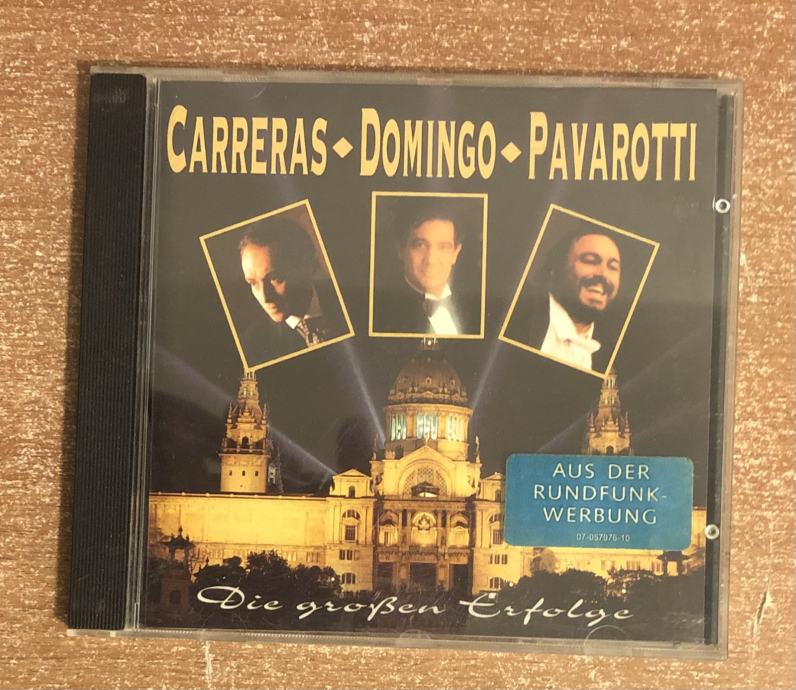 CARRERAS ◆ DOMINGO ◆ PAVAROTTI
AUS DER
RUNDFUNK-
WERBUNG
07-057976-10
Die großen Erfolge